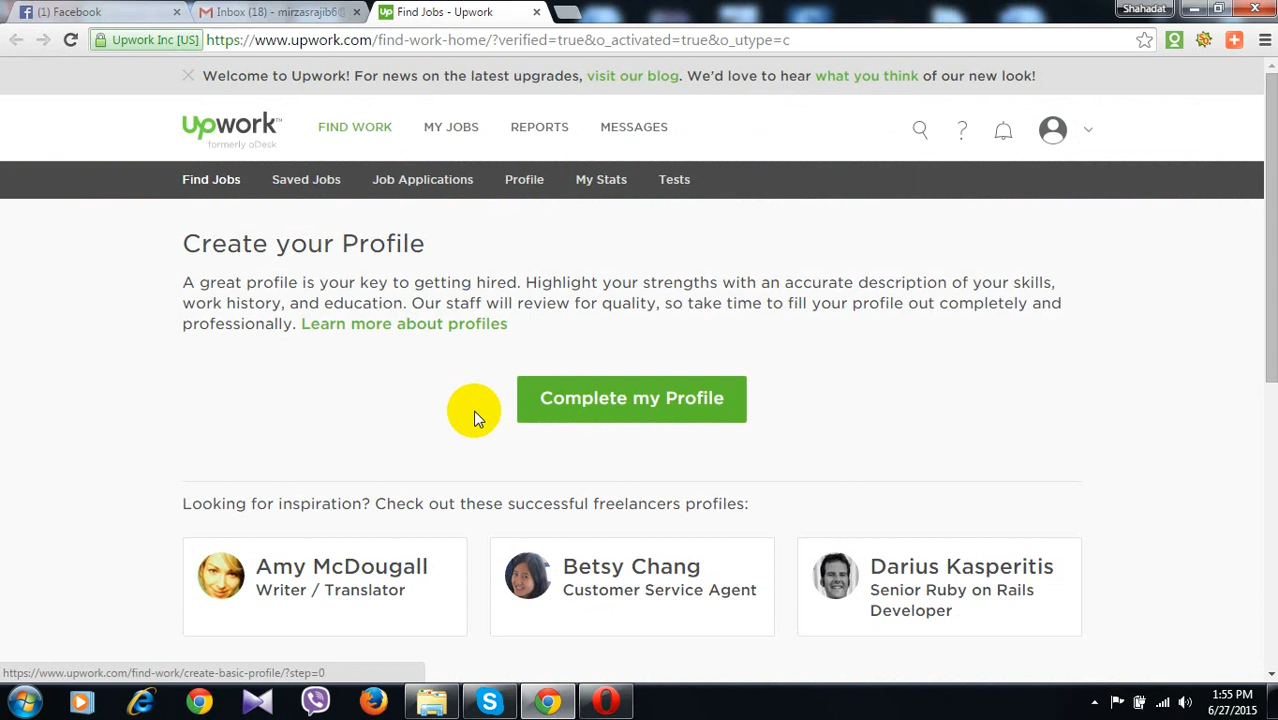 (1) Facebook
Inbox (18) - mirzasrajib6@
Find Jobs - Upwork
Shahadat
Upwork Inc [US]
https://www.upwork.com/find-work-home/?verified=true&o_activated=true&o_utype=c
Welcome to Upwork! For news on the latest upgrades, visit our blog. We'd love to hear what you think of our new look!
Upwork™
formerly oDesk
FIND WORK
MY JOBS
REPORTS
MESSAGES
?
Find Jobs
Saved Jobs
Job Applications
Profile
My Stats
Tests
Create your Profile
A great profile is your key to getting hired. Highlight your strengths with an accurate description of your skills,
work history, and education. Our staff will review for quality, so take time to fill your profile out completely and
professionally. Learn more about profiles
Complete my Profile
Looking for inspiration? Check out these successful freelancers profiles:
Amy McDougall
Writer / Translator
Betsy Chang
Customer Service Agent
Darius Kasperitis
Senior Ruby on Rails
Developer
https://www.upwork.com/find-work/create-basic-profile/?step=0
1:55 PM
6/27/2015